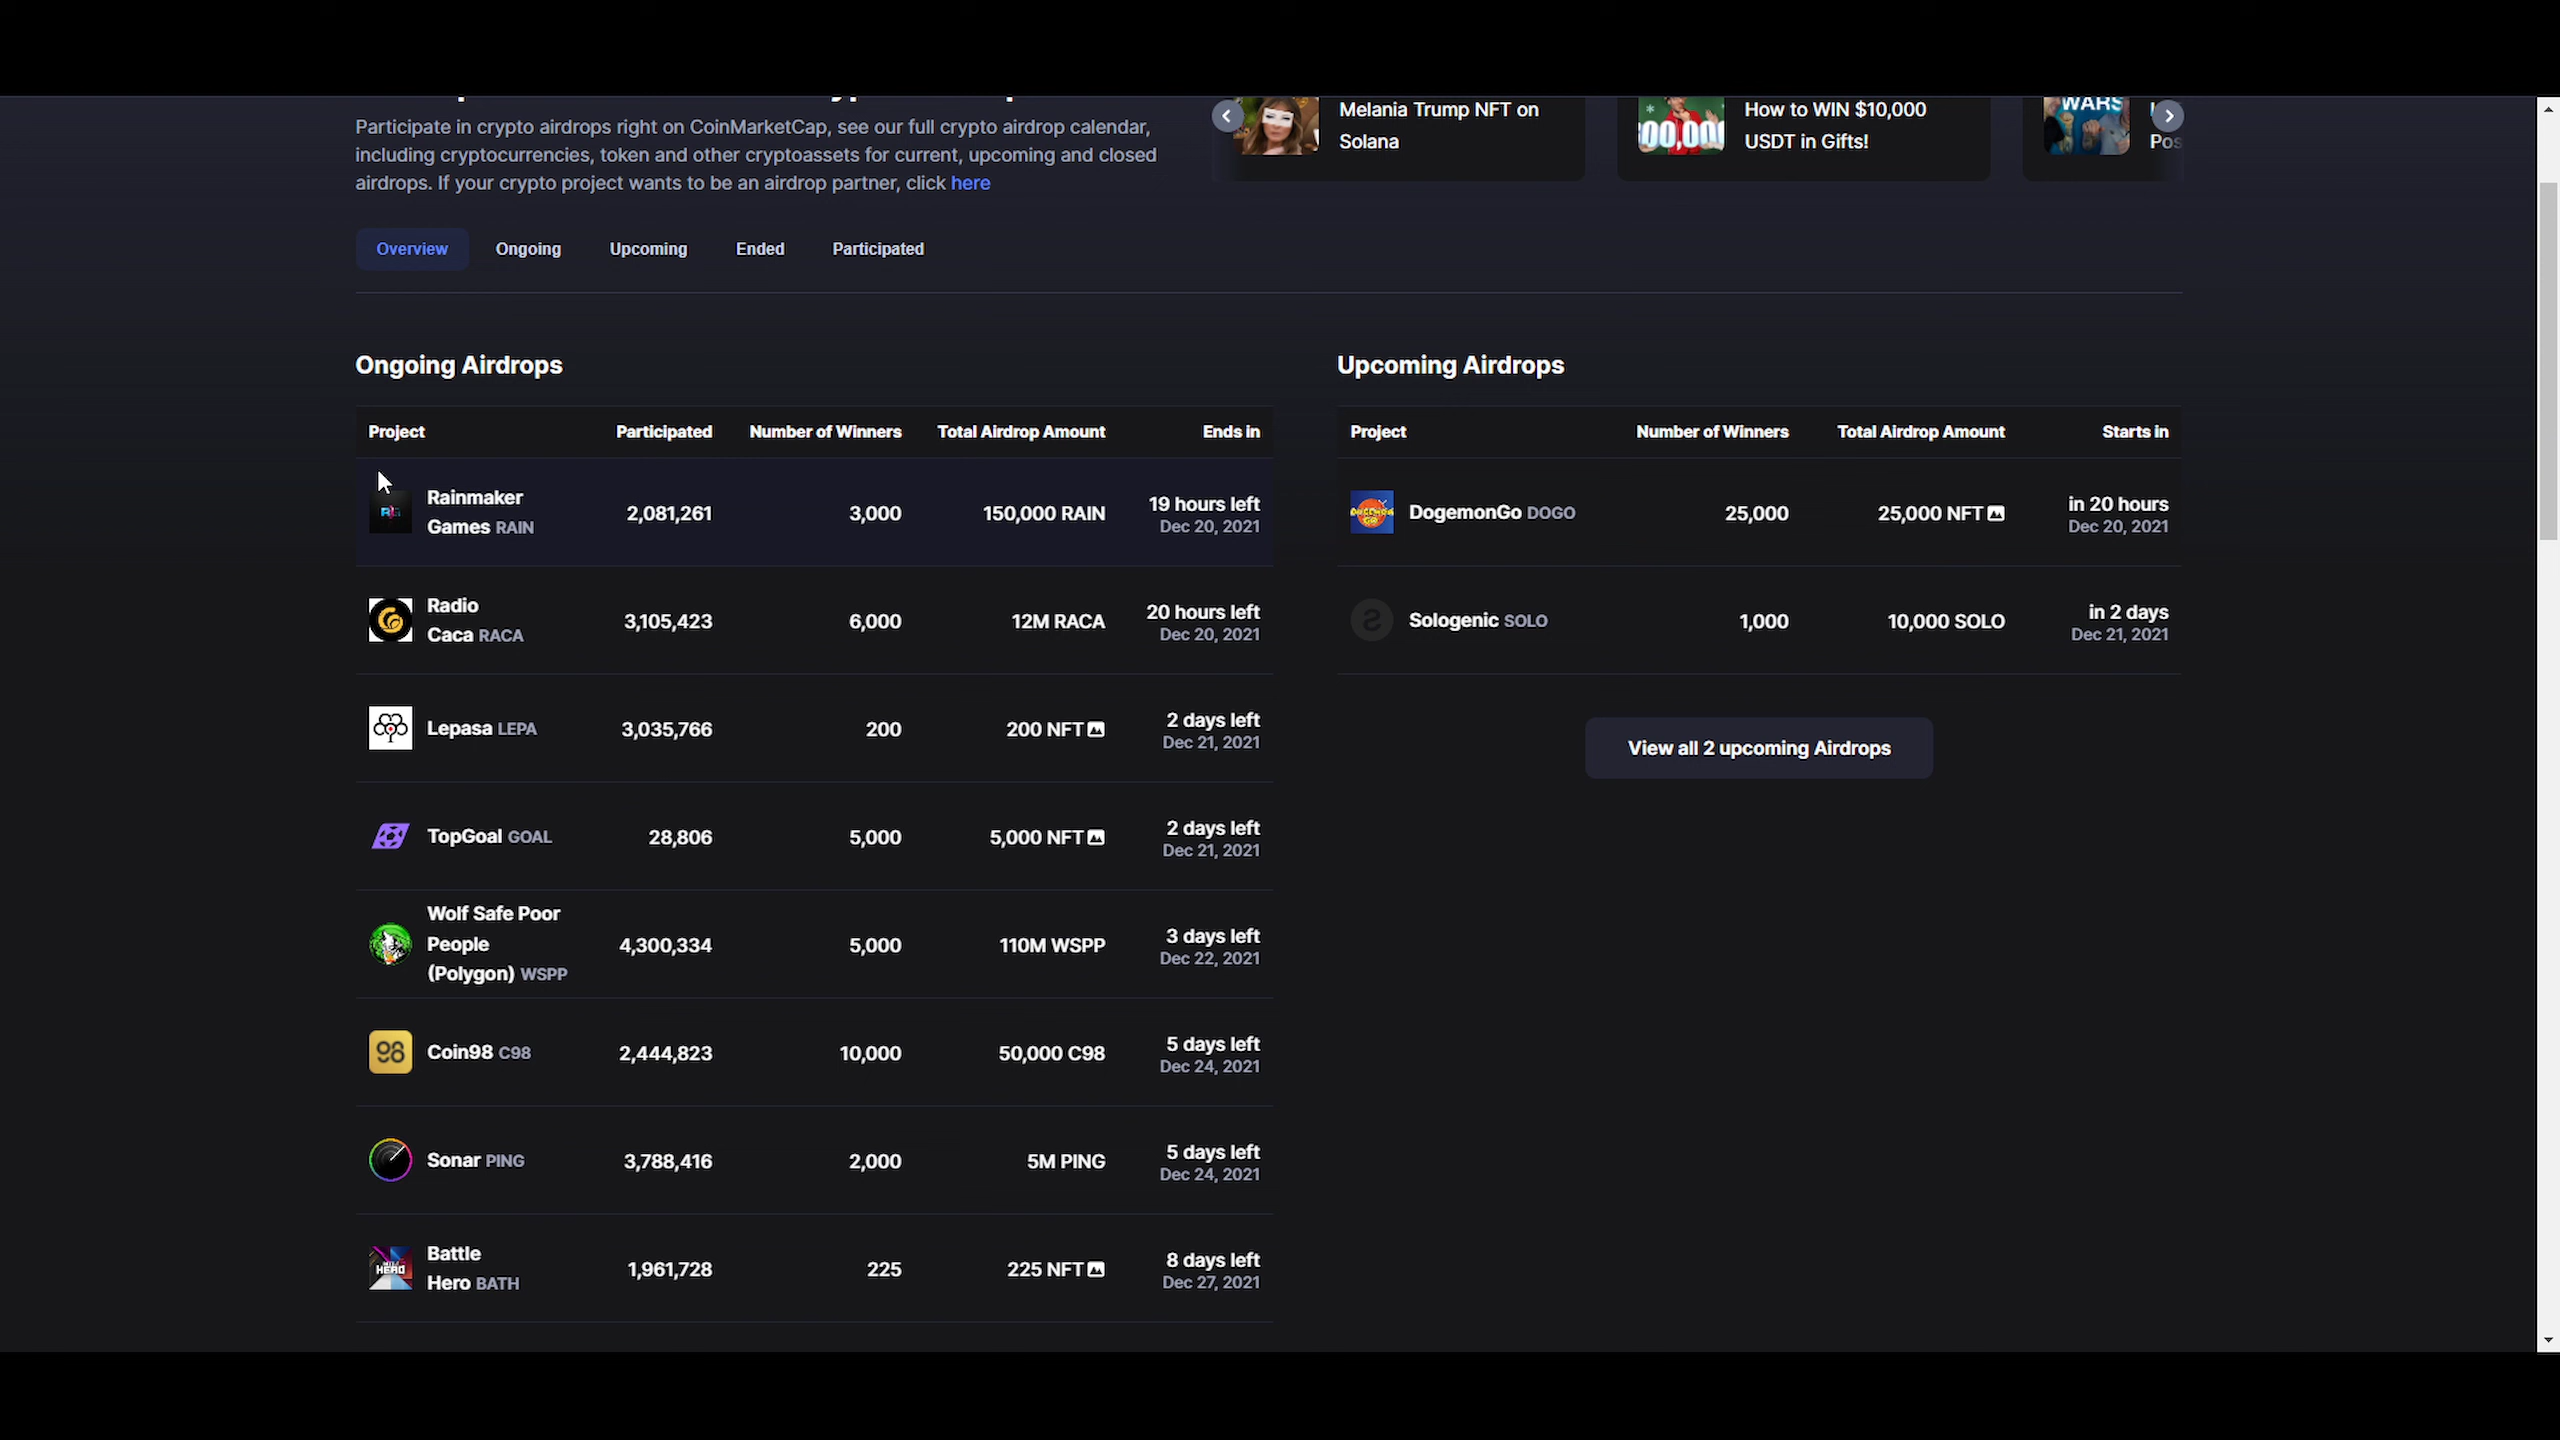 Participate in crypto airdrops right on CoinMarketCap, see our full crypto airdrop calendar,
including cryptocurrencies, token and other cryptoassets for current, upcoming and closed
airdrops. If your crypto project wants to be an airdrop partner, click here
Melania Trump NFT on
Solana
How to WIN $10,000
USDT in Gifts!
WARS
Pos
Overview Ongoing Upcoming Ended Participated
Ongoing Airdrops
Project Participated Number of Winners Total Airdrop Amount Ends in
Rainmaker
Games RAIN
2,081,261 3,000 150,000 RAIN
19 hours left
Dec 20, 2021
Radio
Caca RACA
3,105,423 6,000 12M RACA
20 hours left
Dec 20, 2021
Lepasa LEPA
3,035,766 200 200 NFT
2 days left
Dec 21, 2021
TopGoal GOAL
28,806 5,000 5,000 NFT
2 days left
Dec 21, 2021
Wolf Safe Poor
People
(Polygon) WSPP
4,300,334 5,000 110M WSPP
3 days left
Dec 22, 2021
98
Coin98 C98
2,444,823 10,000 50,000 C98
5 days left
Dec 24, 2021
Sonar PING
3,788,416 2,000 5M PING
5 days left
Dec 24, 2021
HERO
Battle
Hero BATH
1,961,728 225 225 NFT
8 days left
Dec 27, 2021
Upcoming Airdrops
Project Number of Winners Total Airdrop Amount Starts in
DogemonGo DOGO
25,000 25,000 NFT
in 20 hours
Dec 20, 2021
Sologenic SOLO
1,000 10,000 SOLO
in 2 days
Dec 21, 2021
View all 2 upcoming Airdrops